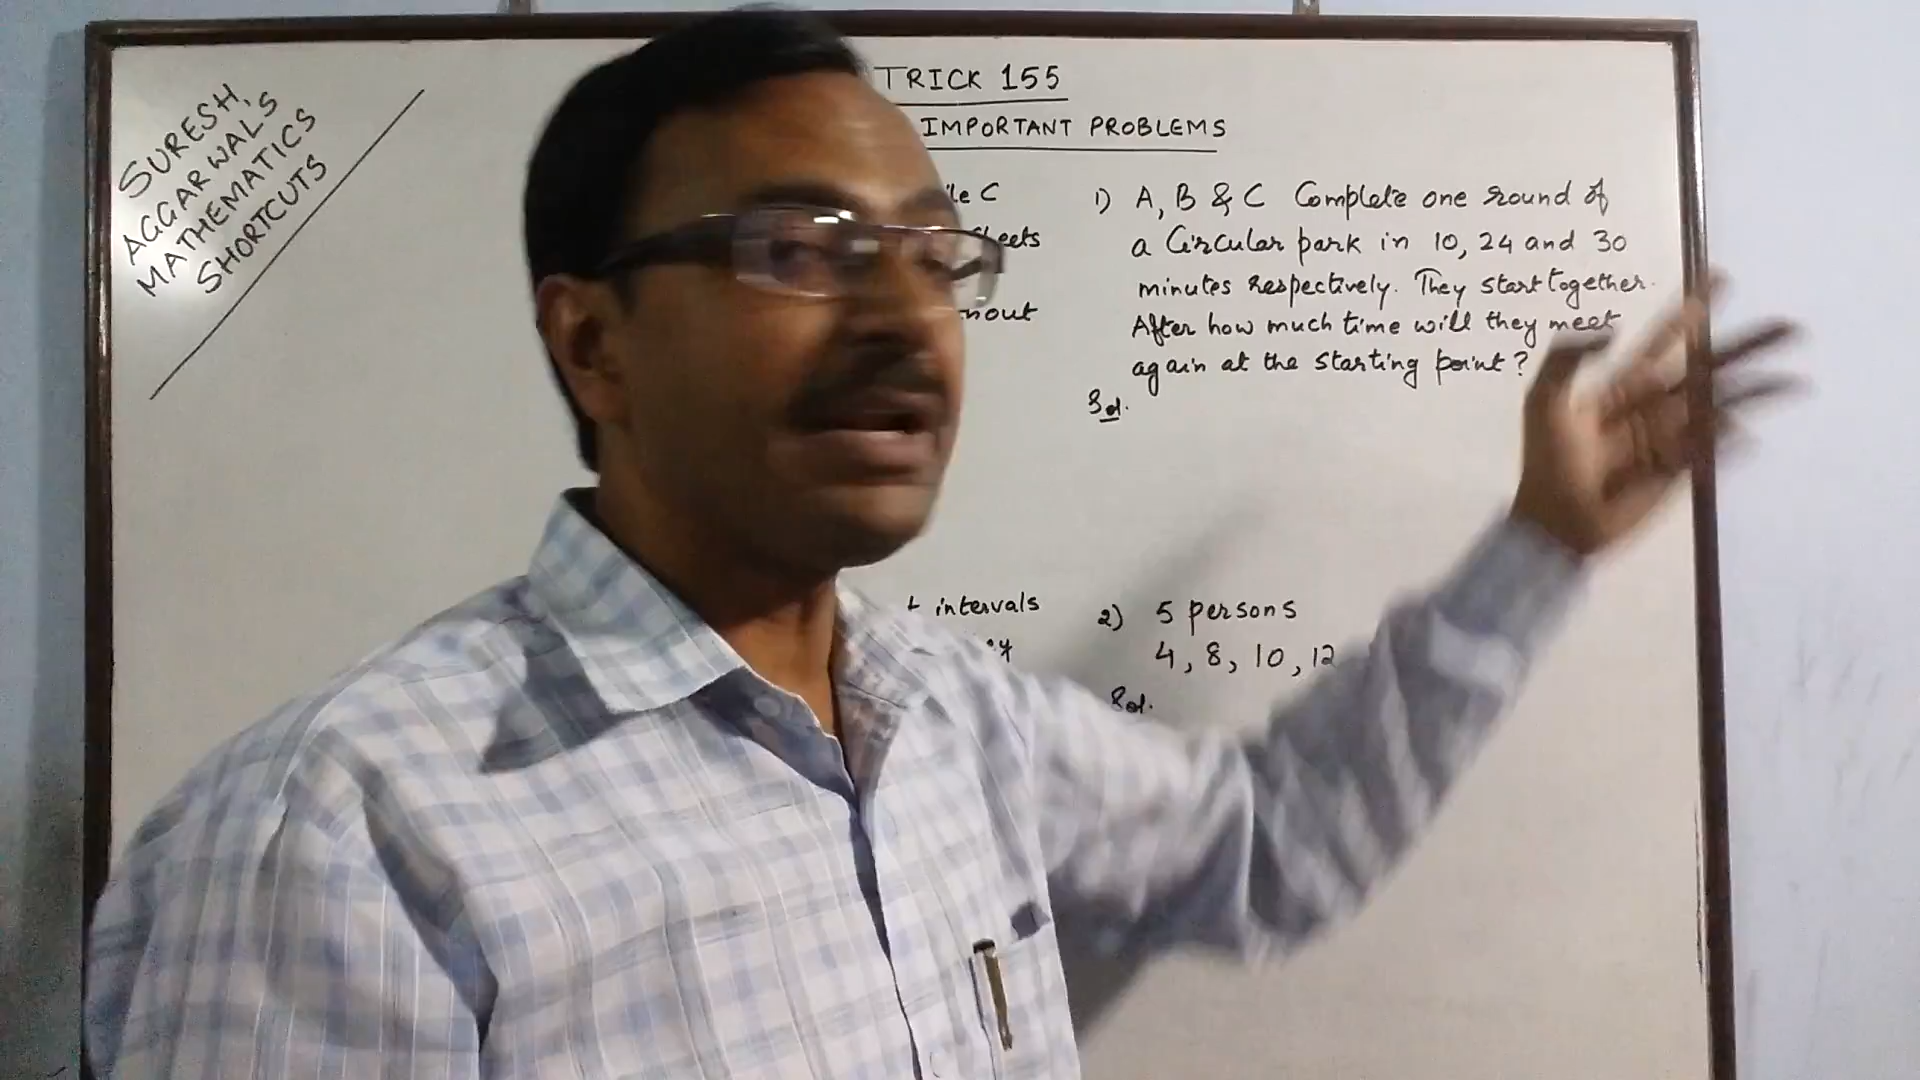 SURESH
AGGARWAL'S
MATHEMATICS
SHORTCUTS
TRICK 155
IMPORTANT PROBLEMS
C
1) A, B & C Complete one round of
a Circular park in 10, 24 and 30
minutes respectively. They start together.
After how much time will they meet
again at the starting point?
Sol.
intervals
2) 5 persons
4, 8, 10, 12
Sol.